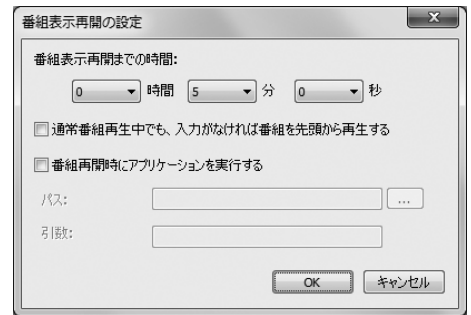 番組表示再開の設定
番組表示再開までの時間:
0 時間 5 分 0 秒
通常番組再生中でも、入力がなければ番組を先頭から再生する
番組再開時にアプリケーションを実行する
パス: ...
引数:
OK キャンセル